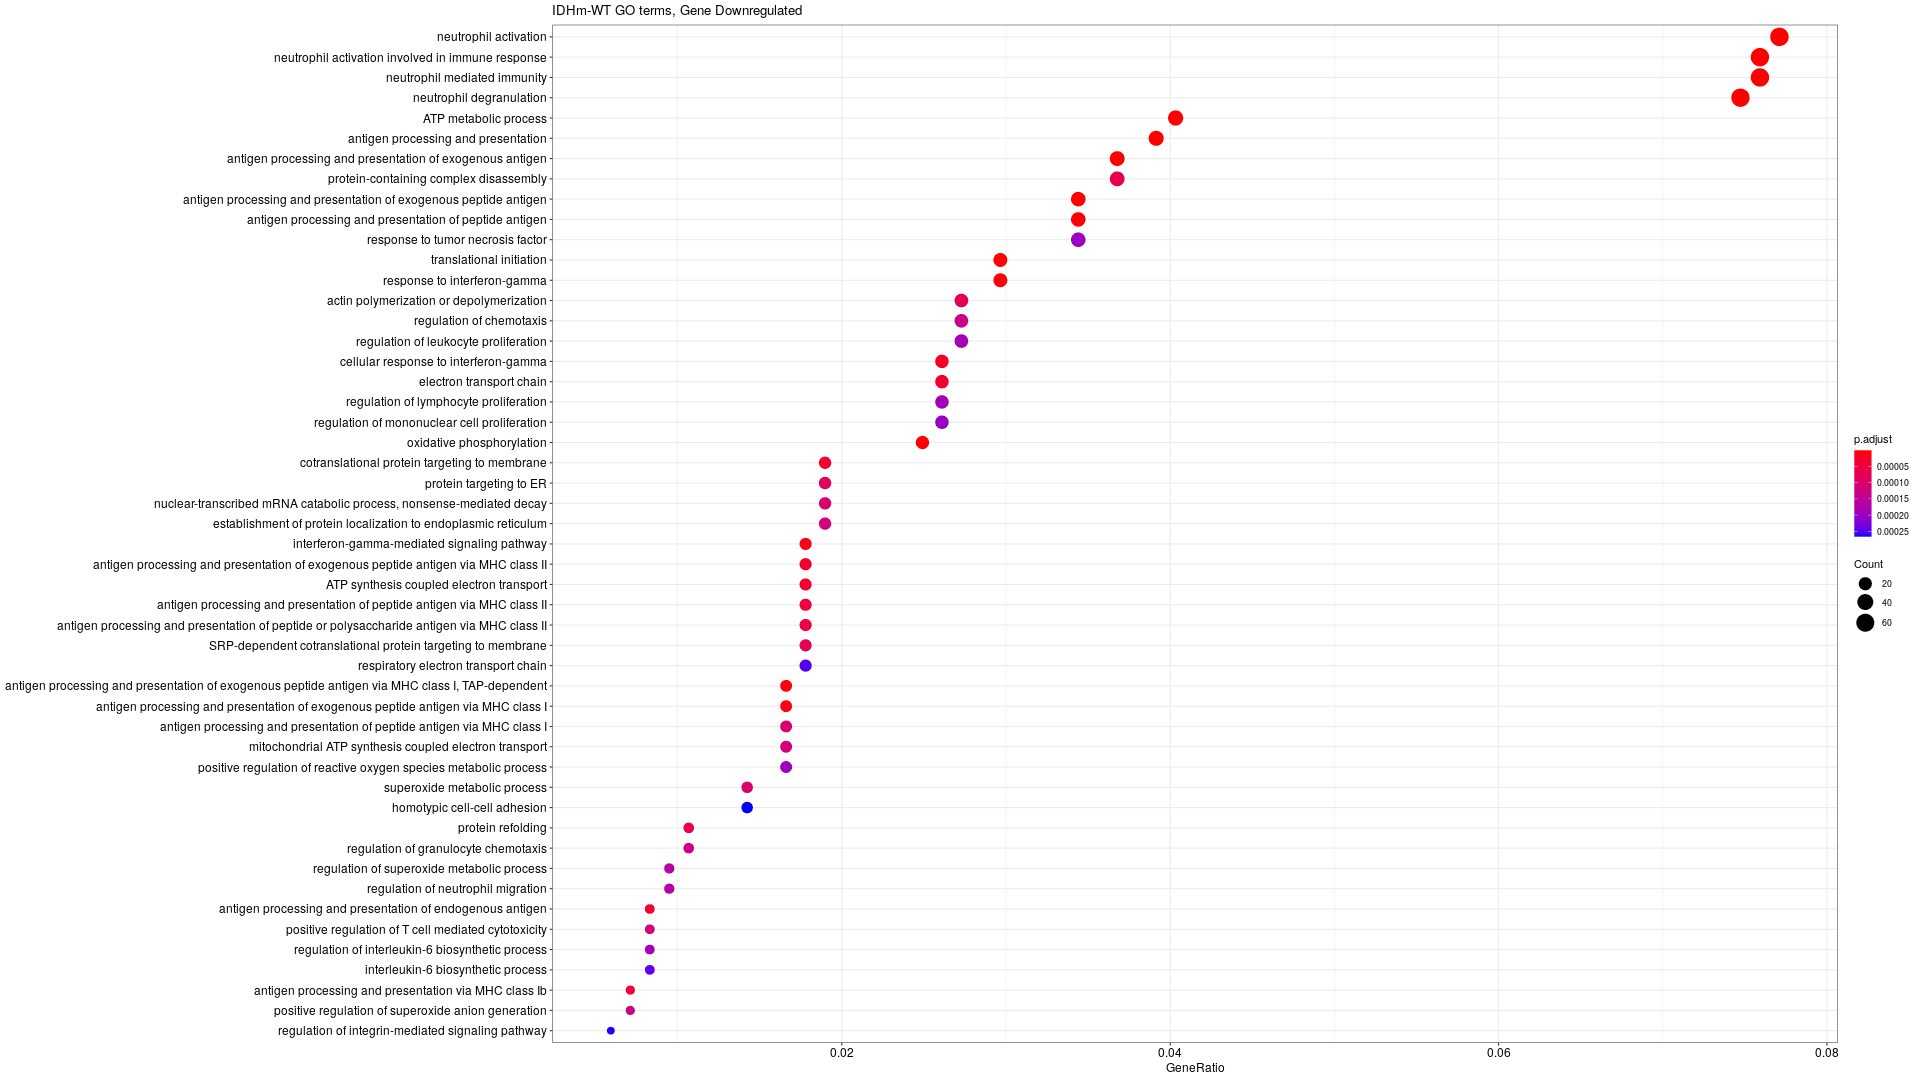 IDHm-WT GO terms, Gene Downregulated
neutrophil activation
neutrophil activation involved in immune response
neutrophil mediated immunity
neutrophil degranulation
ATP metabolic process
antigen processing and presentation
antigen processing and presentation of exogenous antigen
protein-containing complex disassembly
antigen processing and presentation of exogenous peptide antigen
antigen processing and presentation of peptide antigen
response to tumor necrosis factor
translational initiation
response to interferon-gamma
actin polymerization or depolymerization
regulation of chemotaxis
regulation of leukocyte proliferation
cellular response to interferon-gamma
electron transport chain
regulation of lymphocyte proliferation
regulation of mononuclear cell proliferation
oxidative phosphorylation
cotranslational protein targeting to membrane
protein targeting to ER
nuclear-transcribed mRNA catabolic process, nonsense-mediated decay
establishment of protein localization to endoplasmic reticulum
interferon-gamma-mediated signaling pathway
antigen processing and presentation of exogenous peptide antigen via MHC class II
ATP synthesis coupled electron transport
antigen processing and presentation of peptide antigen via MHC class II
antigen processing and presentation of peptide or polysaccharide antigen via MHC class II
SRP-dependent cotranslational protein targeting to membrane
respiratory electron transport chain
antigen processing and presentation of exogenous peptide antigen via MHC class I, TAP-dependent
antigen processing and presentation of exogenous peptide antigen via MHC class I
antigen processing and presentation of peptide antigen via MHC class I
mitochondrial ATP synthesis coupled electron transport
positive regulation of reactive oxygen species metabolic process
superoxide metabolic process
homotypic cell-cell adhesion
protein refolding
regulation of granulocyte chemotaxis
regulation of superoxide metabolic process
regulation of neutrophil migration
antigen processing and presentation of endogenous antigen
positive regulation of T cell mediated cytotoxicity
regulation of interleukin-6 biosynthetic process
interleukin-6 biosynthetic process
antigen processing and presentation via MHC class Ib
positive regulation of superoxide anion generation
regulation of integrin-mediated signaling pathway
0.02 0.04 0.06 0.08
GeneRatio
p.adjust
0.00005
0.00010
0.00015
0.00020
0.00025
Count
20
40
60